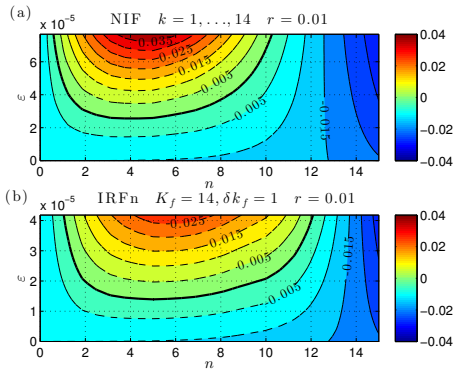 (a)
NIF k = 1, . . . , 14 r = 0.01
x 10⁻⁵
ε
6
4
2
0
-0.035
-0.025
-0.015
-0.005
-0.005
-0.015
0 2 4 6 8 10 12 14
n
0.04
0.02
0
−0.02
−0.04
(b)
IRFn K_f = 14, δk_f = 1 r = 0.01
x 10⁻⁵
ε
4
3
2
1
0
-0.025
-0.015
-0.005
-0.005
-0.015
0 2 4 6 8 10 12 14
n
0.04
0.02
0
−0.02
−0.04